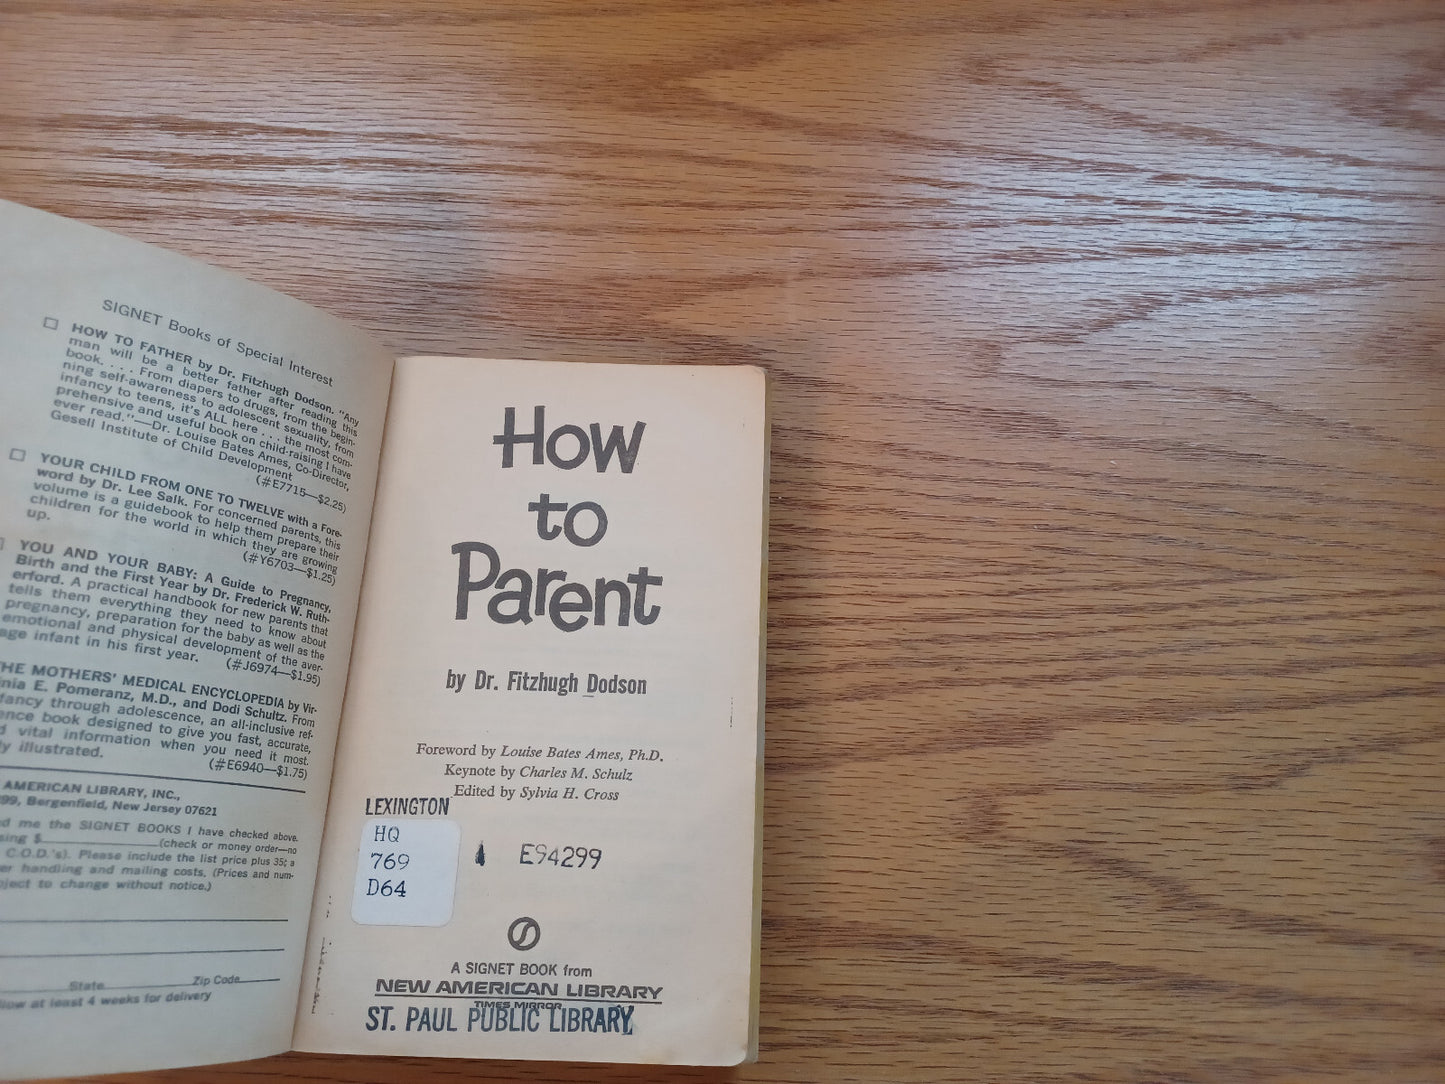 SIGNET Books of Special Interest
HOW TO FATHER by Dr. Fitzhugh Dodson. "Any
man will be a better father after reading this
book. . . . From diapers to drugs, from the begin-
ning self-awareness to adolescent sexuality, from
infancy to teens, it's ALL here . . . the most com-
prehensive and useful book on child-raising I have
ever read."—Dr. Louise Bates Ames, Co-Director,
Gesell Institute of Child Development
(#E7715—$2.25)
YOUR CHILD FROM ONE TO TWELVE with a Fore-
word by Dr. Lee Salk. For concerned parents, this
volume is a guidebook to help them prepare their
children for the world in which they are growing
up.
(#Y6703—$1.25)
YOU AND YOUR BABY: A Guide to Pregnancy,
Birth and the First Year by Dr. Frederick W. Ruth-
erford. A practical handbook for new parents that
tells them everything they need to know about
pregnancy, preparation for the baby as well as the
emotional and physical development of the aver-
age infant in his first year.
(#J6974—$1.95)
THE MOTHERS' MEDICAL ENCYCLOPEDIA by Vir-
nia E. Pomeranz, M.D., and Dodi Schultz. From
fancy through adolescence, an all-inclusive ref-
ence book designed to give you fast, accurate,
d vital information when you need it most.
ly illustrated.
(#E6940—$1.75)
AMERICAN LIBRARY, INC.,
99, Bergenfield, New Jersey 07621
d me the SIGNET BOOKS I have checked above.
sing $ (check or money order—no
C.O.D.'s). Please include the list price plus 35¢ a
er handling and mailing costs. (Prices and num-
ject to change without notice.)
State Zip Code
low at least 4 weeks for delivery
How
to
Parent
by Dr. Fitzhugh Dodson
Foreword by Louise Bates Ames, Ph.D.
Keynote by Charles M. Schulz
Edited by Sylvia H. Cross
LEXINGTON
HQ
769
D64
E94299
A SIGNET BOOK from
NEW AMERICAN LIBRARY
TIMES MIRROR
ST. PAUL PUBLIC LIBRARY